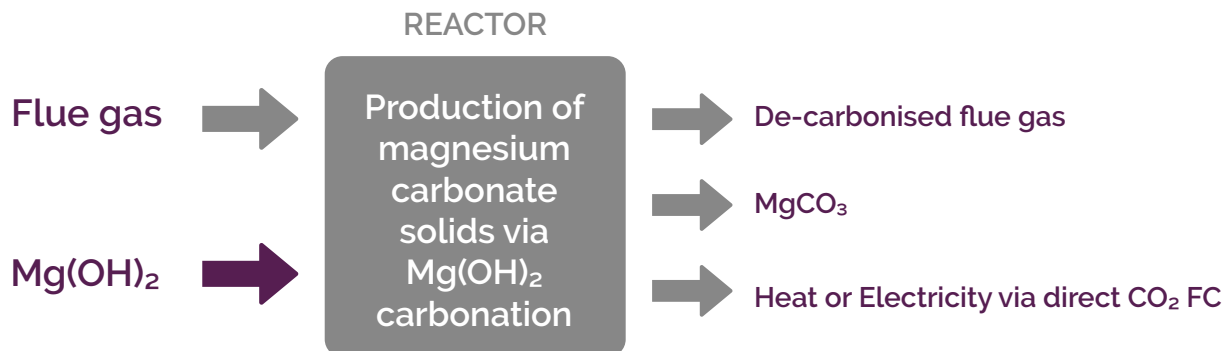 REACTOR
Flue gas
Mg(OH)₂
Production of
magnesium
carbonate
solids via
Mg(OH)₂
carbonation
De-carbonised flue gas
MgCO₃
Heat or Electricity via direct CO₂ FC